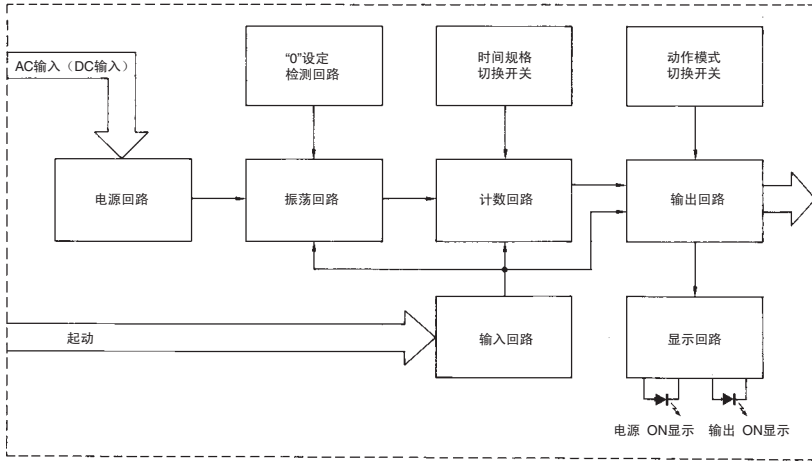 AC输入（DC输入）
“0”设定
检测回路
时间规格
切换开关
动作模式
切换开关
电源回路
振荡回路
计数回路
输出回路
起动
输入回路
显示回路
电源 ON显示
输出 ON显示